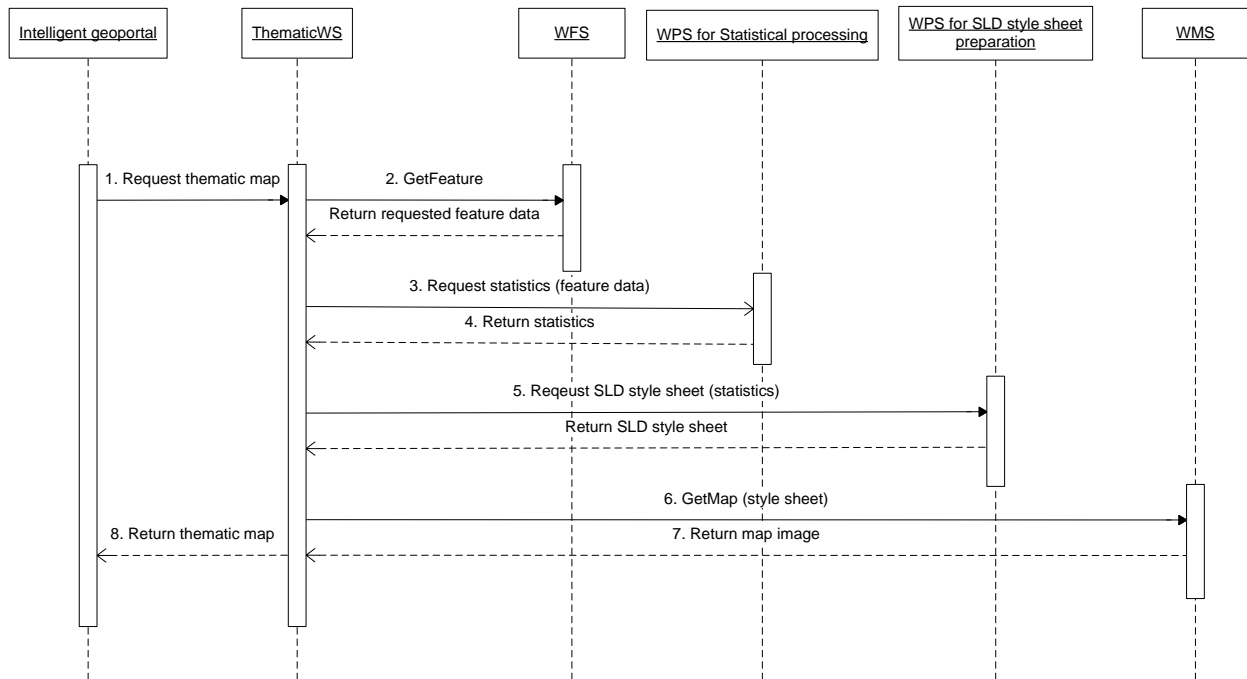 Intelligent geoportal
ThematicWS
WFS
WPS for Statistical processing
WPS for SLD style sheet
preparation
WMS
1. Request thematic map
2. GetFeature
Return requested feature data
3. Request statistics (feature data)
4. Return statistics
5. Reqeust SLD style sheet (statistics)
Return SLD style sheet
6. GetMap (style sheet)
8. Return thematic map
7. Return map image